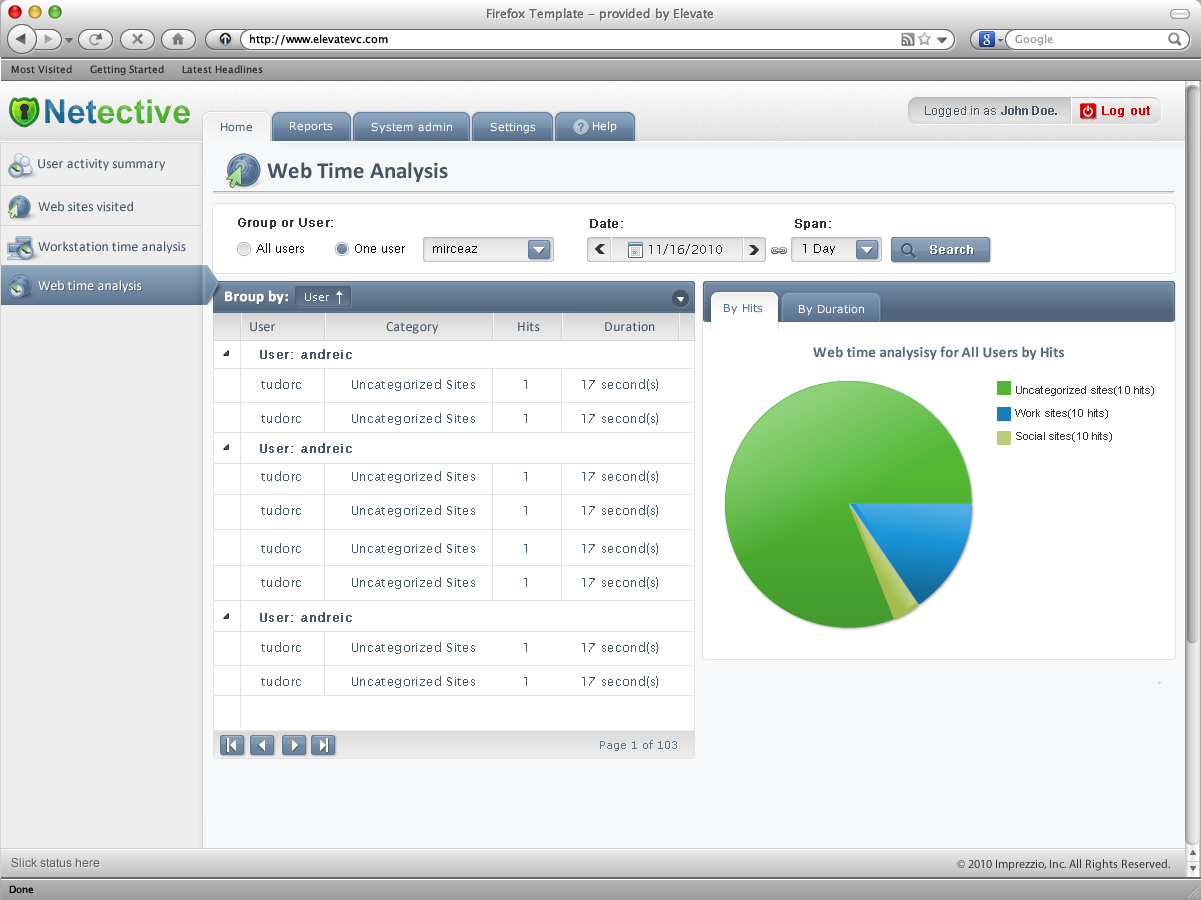 Firefox Template – provided by Elevate
http://www.elevatevc.com
Google
Most Visited Getting Started Latest Headlines
Netective
Home Reports System admin Settings ? Help
Logged in as John Doe. Log out
User activity summary
Web sites visited
Workstation time analysis
Web time analysis
Web Time Analysis
Group or User: Date: Span:
All users One user mirceaz 11/16/2010 1 Day Search
Broup by: User ↑
User Category Hits Duration
User: andreic
tudorc Uncategorized Sites 1 17 second(s)
tudorc Uncategorized Sites 1 17 second(s)
User: andreic
tudorc Uncategorized Sites 1 17 second(s)
tudorc Uncategorized Sites 1 17 second(s)
tudorc Uncategorized Sites 1 17 second(s)
tudorc Uncategorized Sites 1 17 second(s)
User: andreic
tudorc Uncategorized Sites 1 17 second(s)
tudorc Uncategorized Sites 1 17 second(s)
Page 1 of 103
By Hits By Duration
Web time analysisy for All Users by Hits
Uncategorized sites(10 hits)
Work sites(10 hits)
Social sites(10 hits)
Slick status here
© 2010 Imprezzio, Inc. All Rights Reserved.
Done